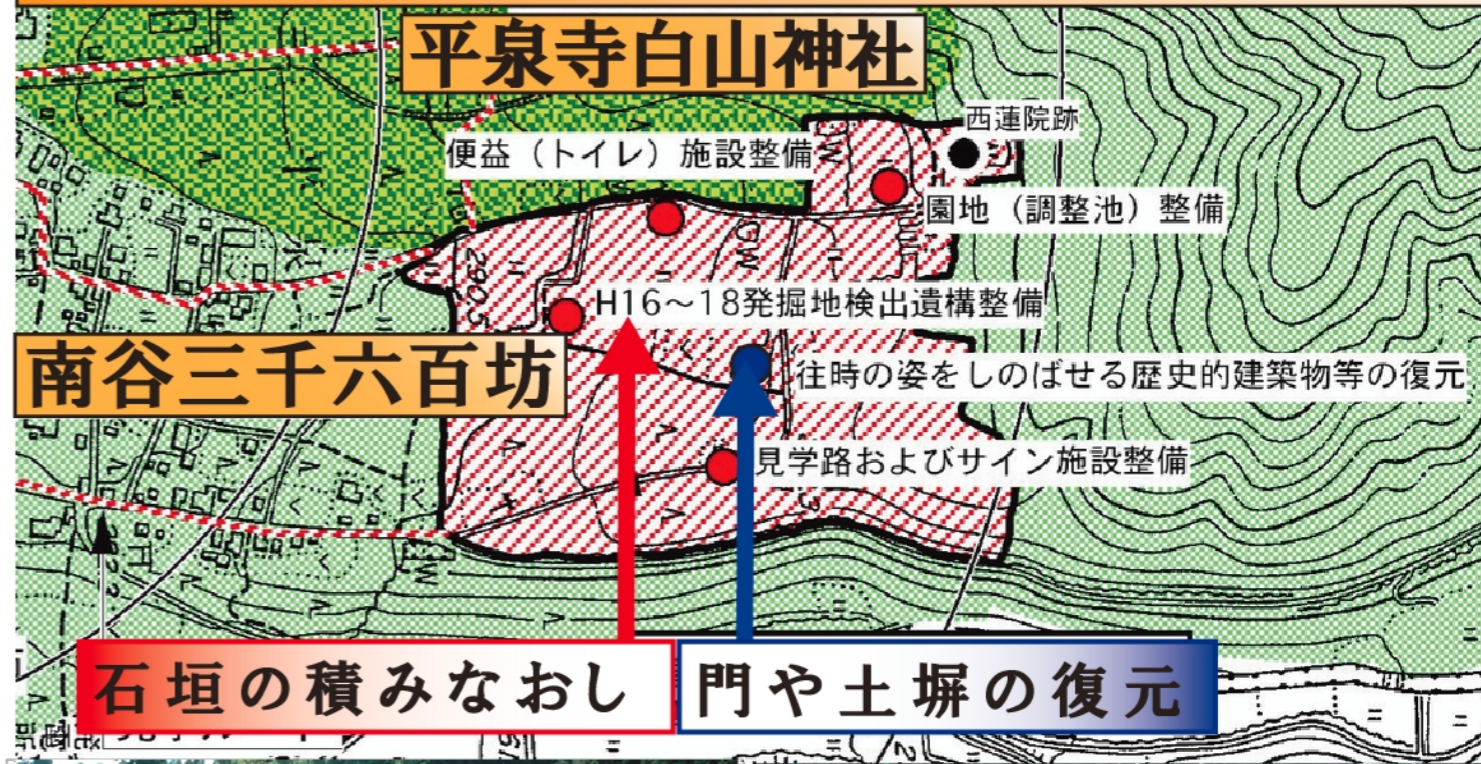 平泉寺白山神社
西蓮院跡
便益（トイレ）施設整備
園地（調整池）整備
290.5
H16～18発掘地検出遺構整備
南谷三千六百坊
往時の姿をしのばせる歴史的建築物等の復元
見学路およびサイン施設整備
石垣の積みなおし
門や土塀の復元